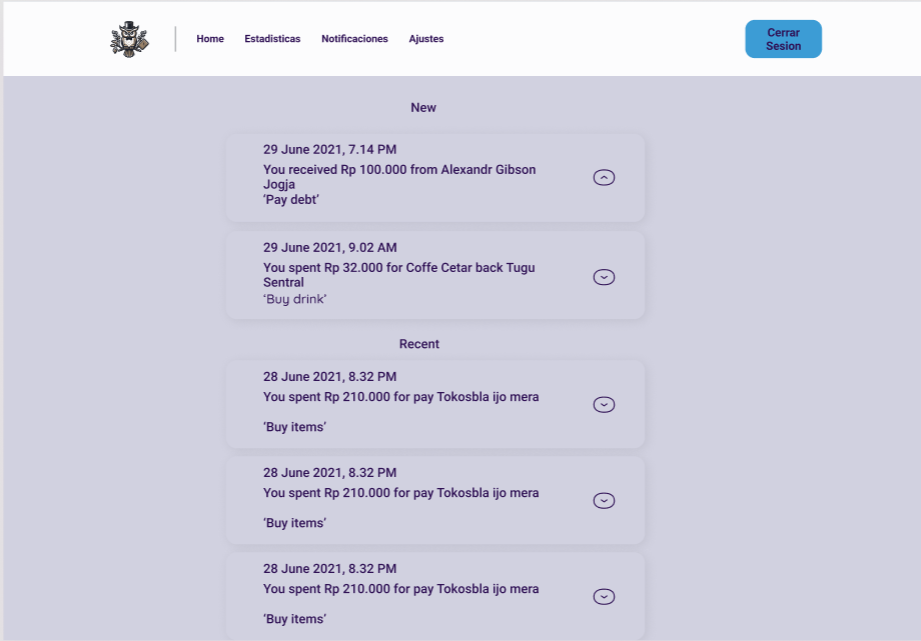 Home Estadisticas Notificaciones Ajustes
Cerrar
Sesion
New
29 June 2021, 7.14 PM
You received Rp 100.000 from Alexandr Gibson
Jogja
‘Pay debt’
29 June 2021, 9.02 AM
You spent Rp 32.000 for Coffe Cetar back Tugu
Sentral
‘Buy drink’
Recent
28 June 2021, 8.32 PM
You spent Rp 210.000 for pay Tokosbla ijo mera
‘Buy items’
28 June 2021, 8.32 PM
You spent Rp 210.000 for pay Tokosbla ijo mera
‘Buy items’
28 June 2021, 8.32 PM
You spent Rp 210.000 for pay Tokosbla ijo mera
‘Buy items’